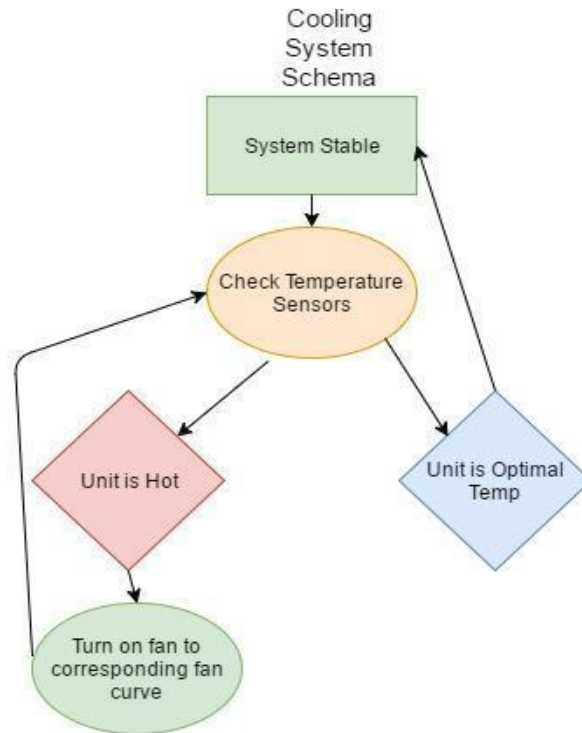 Cooling
System
Schema
System Stable
Check Temperature
Sensors
Unit is Hot
Unit is Optimal
Temp
Turn on fan to
corresponding fan
curve